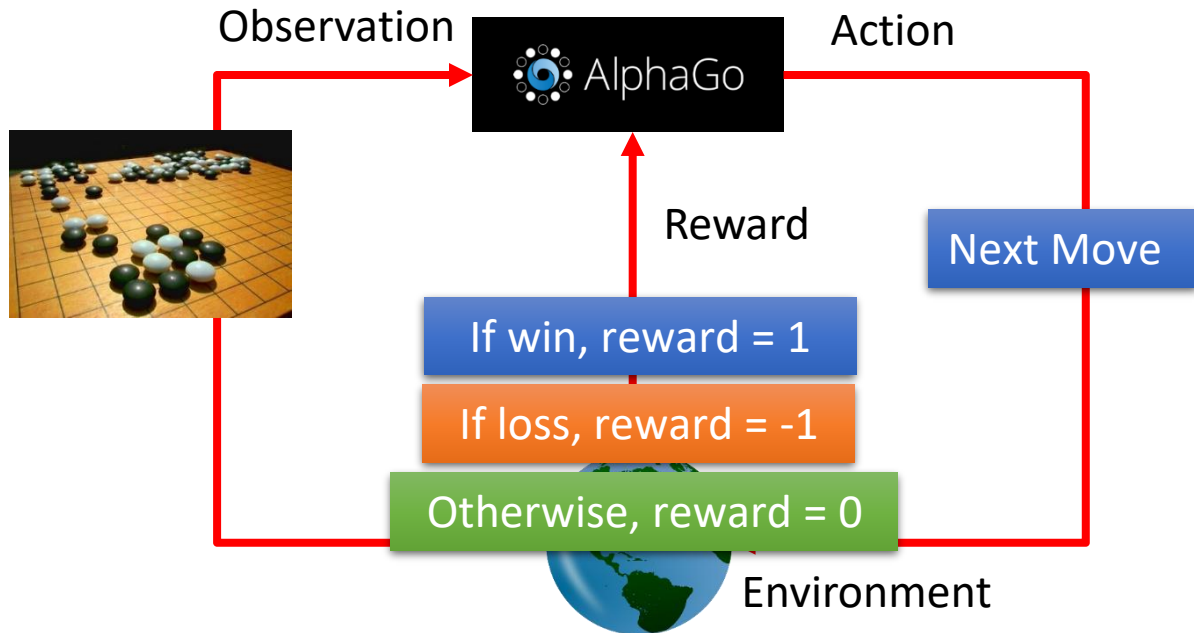 Observation
AlphaGo
Action
Reward
Next Move
If win, reward = 1
If loss, reward = -1
Otherwise, reward = 0
Environment